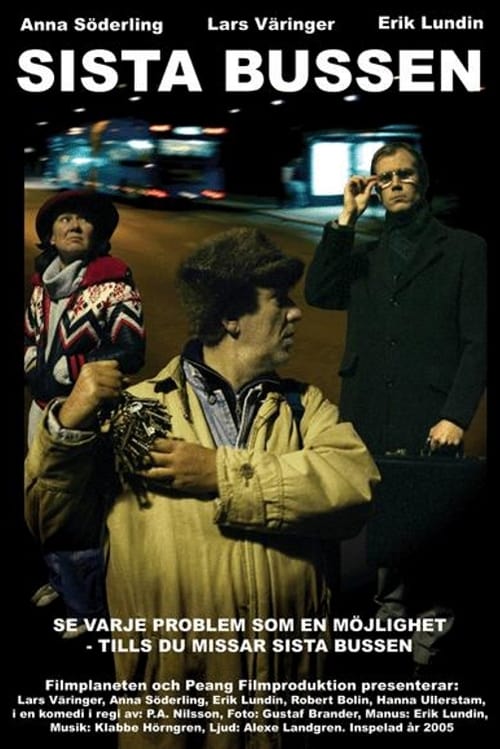 Anna Söderling Lars Väringer Erik Lundin
SISTA BUSSEN
SE VARJE PROBLEM SOM EN MÖJLIGHET
- TILLS DU MISSAR SISTA BUSSEN
Filmplaneten och Peang Filmproduktion presenterar:
Lars Väringer, Anna Söderling, Erik Lundin, Robert Bolin, Hanna Ullerstam,
i en komedi i regi av: P.A. Nilsson, Foto: Gustaf Brander, Manus: Erik Lundin,
Musik: Klabbe Hörngren, Ljud: Alexe Landgren. Inspelad år 2005